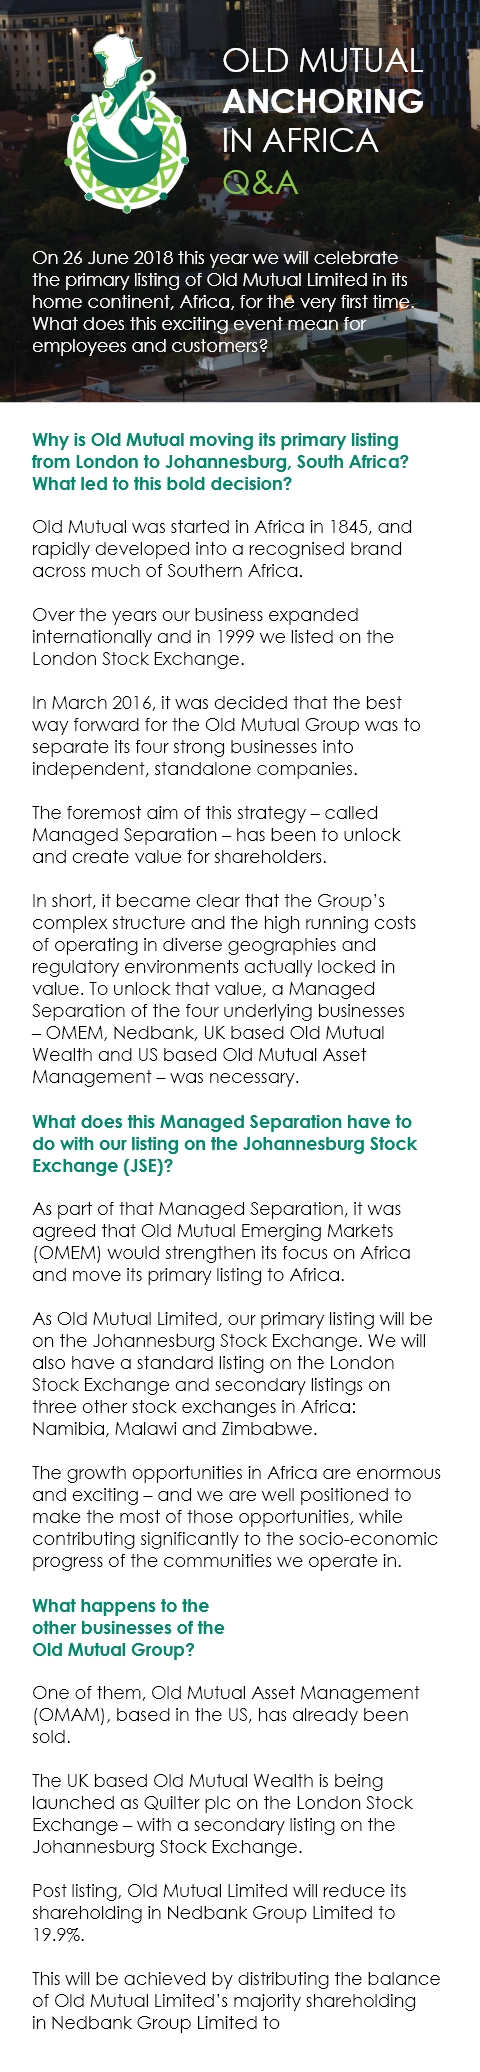 OLD MUTUAL
ANCHORING
IN AFRICA
Q&A
On 26 June 2018 this year we will celebrate
the primary listing of Old Mutual Limited in its
home continent, Africa, for the very first time.
What does this exciting event mean for
employees and customers?
Why is Old Mutual moving its primary listing
from London to Johannesburg, South Africa?
What led to this bold decision?
Old Mutual was started in Africa in 1845, and
rapidly developed into a recognised brand
across much of Southern Africa.
Over the years our business expanded
internationally and in 1999 we listed on the
London Stock Exchange.
In March 2016, it was decided that the best
way forward for the Old Mutual Group was to
separate its four strong businesses into
independent, standalone companies.
The foremost aim of this strategy – called
Managed Separation – has been to unlock
and create value for shareholders.
In short, it became clear that the Group's
complex structure and the high running costs
of operating in diverse geographies and
regulatory environments actually locked in
value. To unlock that value, a Managed
Separation of the four underlying businesses
– OMEM, Nedbank, UK based Old Mutual
Wealth and US based Old Mutual Asset
Management – was necessary.
What does this Managed Separation have to
do with our listing on the Johannesburg Stock
Exchange (JSE)?
As part of that Managed Separation, it was
agreed that Old Mutual Emerging Markets
(OMEM) would strengthen its focus on Africa
and move its primary listing to Africa.
As Old Mutual Limited, our primary listing will be
on the Johannesburg Stock Exchange. We will
also have a standard listing on the London
Stock Exchange and secondary listings on
three other stock exchanges in Africa:
Namibia, Malawi and Zimbabwe.
The growth opportunities in Africa are enormous
and exciting – and we are well positioned to
make the most of those opportunities, while
contributing significantly to the socio-economic
progress of the communities we operate in.
What happens to the
other businesses of the
Old Mutual Group?
One of them, Old Mutual Asset Management
(OMAM), based in the US, has already been
sold.
The UK based Old Mutual Wealth is being
launched as Quilter plc on the London Stock
Exchange – with a secondary listing on the
Johannesburg Stock Exchange.
Post listing, Old Mutual Limited will reduce its
shareholding in Nedbank Group Limited to
19.9%.
This will be achieved by distributing the balance
of Old Mutual Limited's majority shareholding
in Nedbank Group Limited to